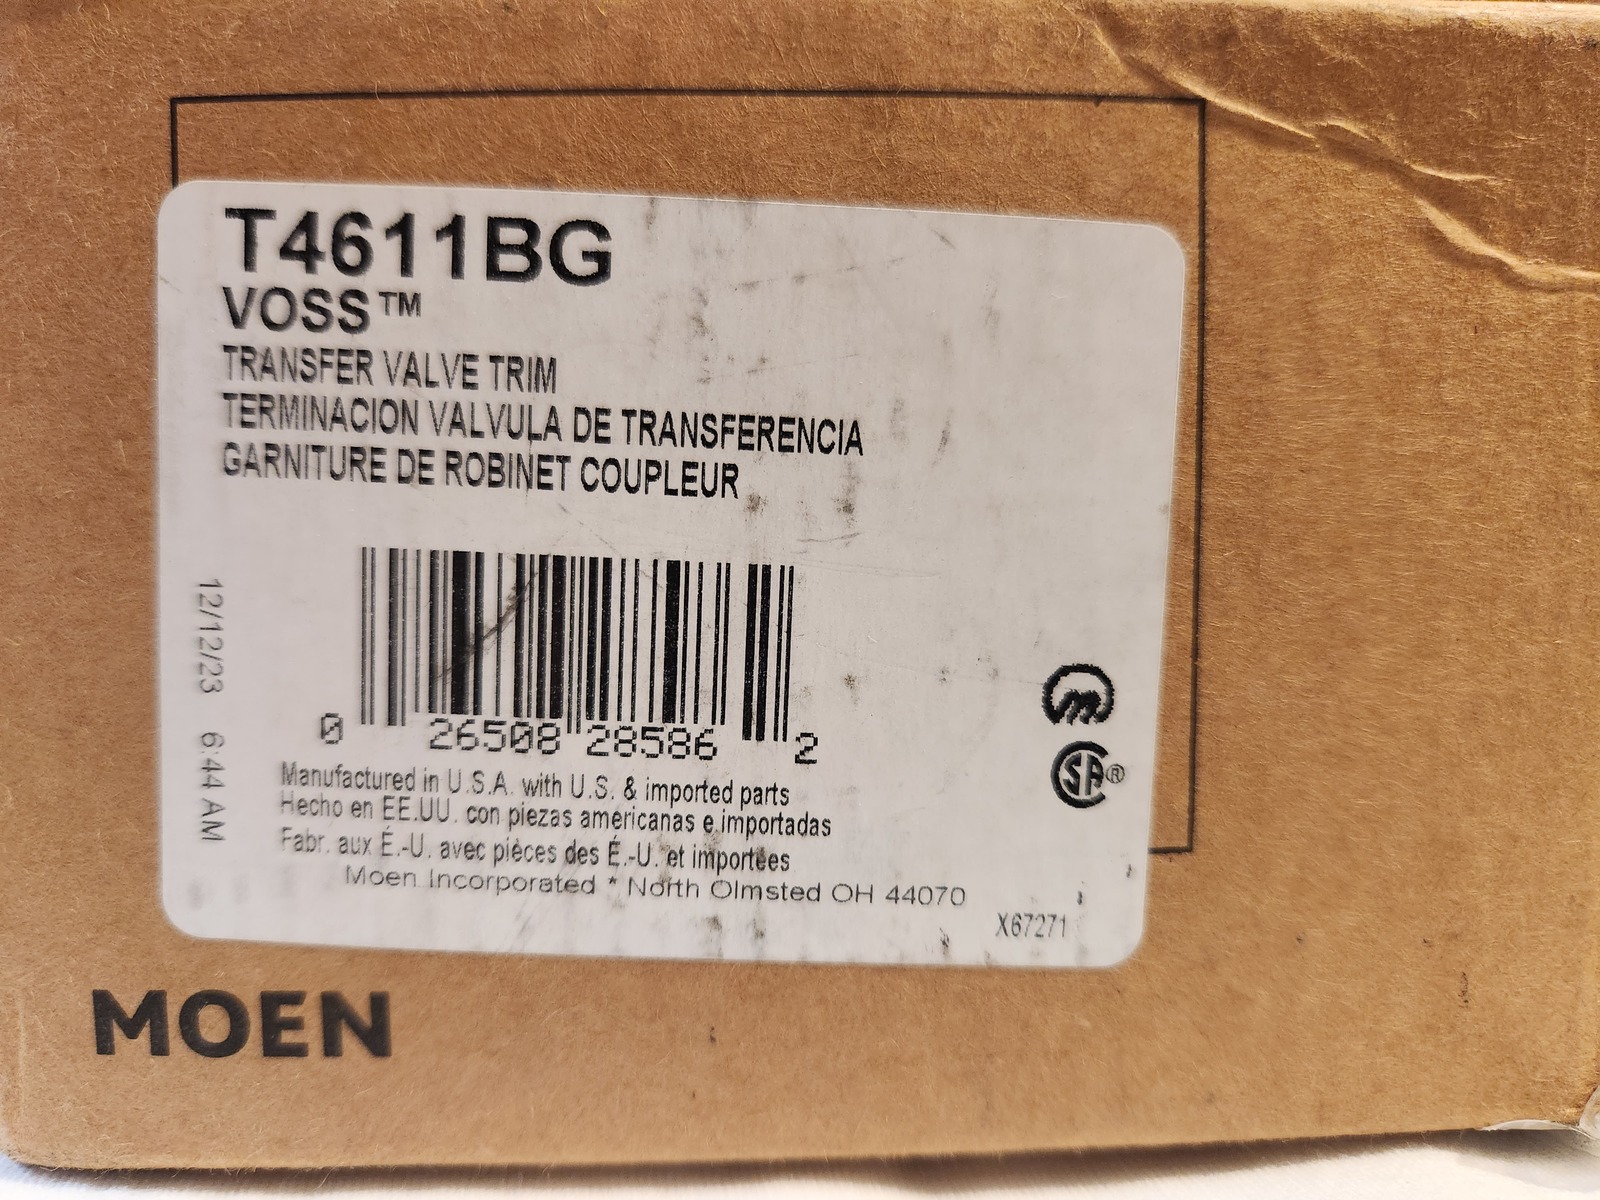 T4611BG
VOSS™
TRANSFER VALVE TRIM
TERMINACION VALVULA DE TRANSFERENCIA
GARNITURE DE ROBINET COUPLEUR
12/12/23 6:44 AM
0 26508 28586 2
Manufactured in U.S.A. with U.S. & imported parts
Hecho en EE.UU. con piezas americanas e importadas
Fabr. aux É.-U. avec pièces des É.-U. et importées
Moen Incorporated * North Olmsted OH 44070
m
SA®
X67271
MOEN